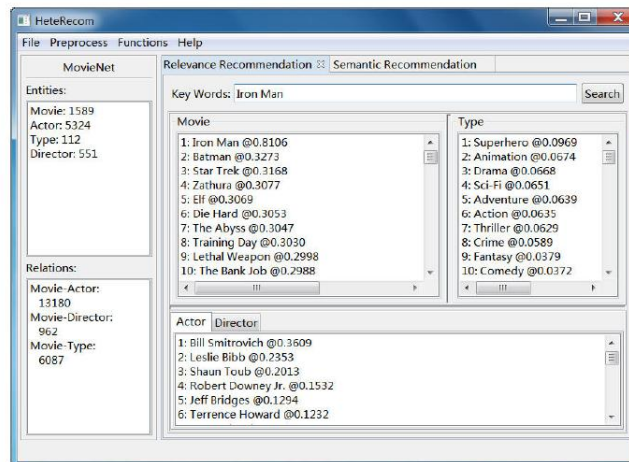 HeteRecom
File Preprocess Functions Help
MovieNet
Entities:
Movie: 1589
Actor: 5324
Type: 112
Director: 551
Relations:
Movie-Actor:
13180
Movie-Director:
962
Movie-Type:
6087
Relevance Recommendation Semantic Recommendation
Key Words: Iron Man Search
Movie
1: Iron Man @0.8106
2: Batman @0.3273
3: Star Trek @0.3168
4: Zathura @0.3077
5: Elf @0.3069
6: Die Hard @0.3053
7: The Abyss @0.3047
8: Training Day @0.3030
9: Lethal Weapon @0.2998
10: The Bank Job @0.2988
Type
1: Superhero @0.0969
2: Animation @0.0674
3: Drama @0.0668
4: Sci-Fi @0.0651
5: Adventure @0.0639
6: Action @0.0635
7: Thriller @0.0629
8: Crime @0.0589
9: Fantasy @0.0379
10: Comedy @0.0372
Actor Director
1: Bill Smitrovich @0.3609
2: Leslie Bibb @0.2353
3: Shaun Toub @0.2013
4: Robert Downey Jr. @0.1532
5: Jeff Bridges @0.1294
6: Terrence Howard @0.1232